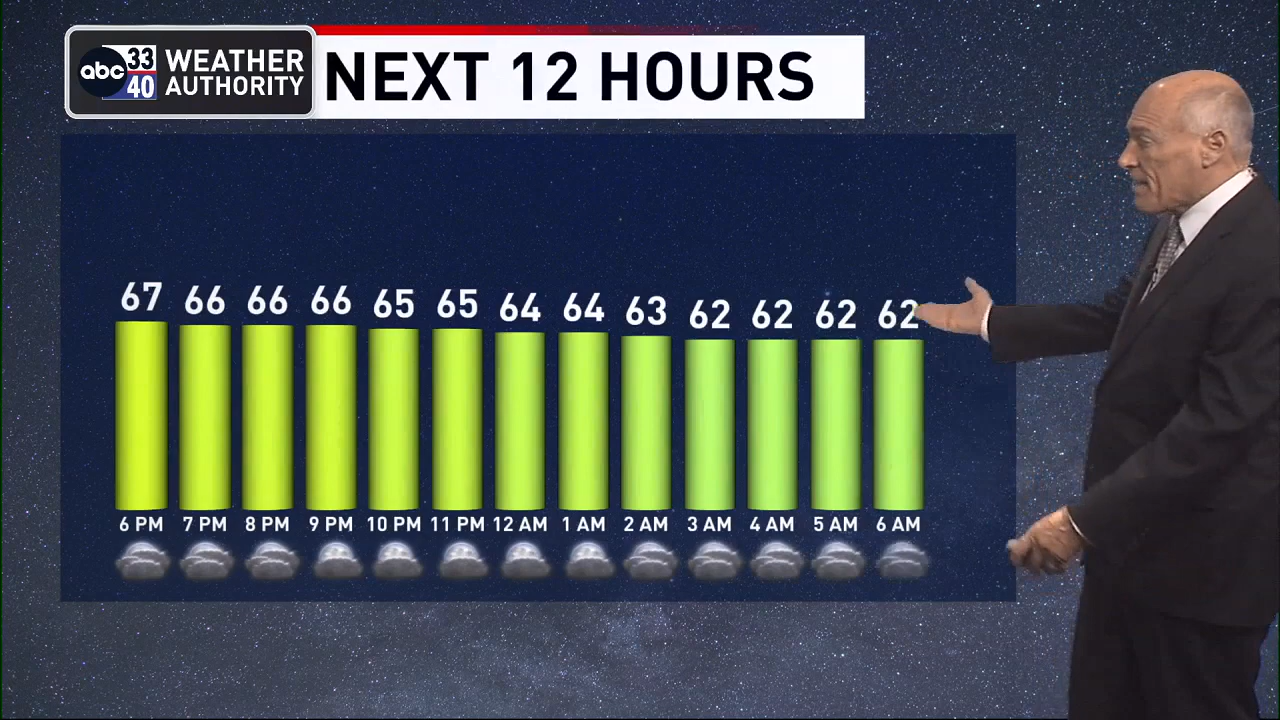 abc 33 40 WEATHER AUTHORITY
NEXT 12 HOURS
67 66 66 66 65 65 64 64 63 62 62 62 62
6 PM 7 PM 8 PM 9 PM 10 PM 11 PM 12 AM 1 AM 2 AM 3 AM 4 AM 5 AM 6 AM